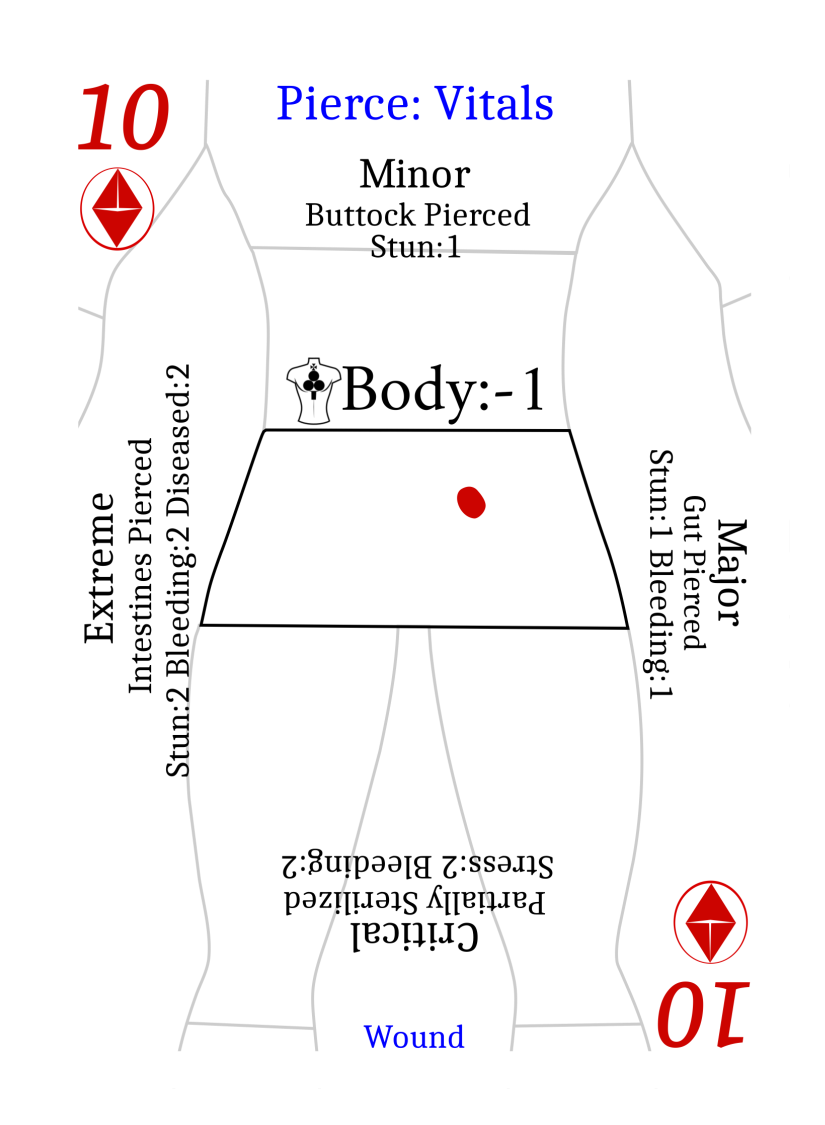 10
Pierce: Vitals
Minor
Buttock Pierced
Stun:1
Body:-1
Extreme
Intestines Pierced
Stun:2 Bleeding:2 Diseased:2
Major
Gut Pierced
Stun:1 Bleeding:1
Critical
Partially Sterilized
Stress:2 Bleeding:2
Wound
10